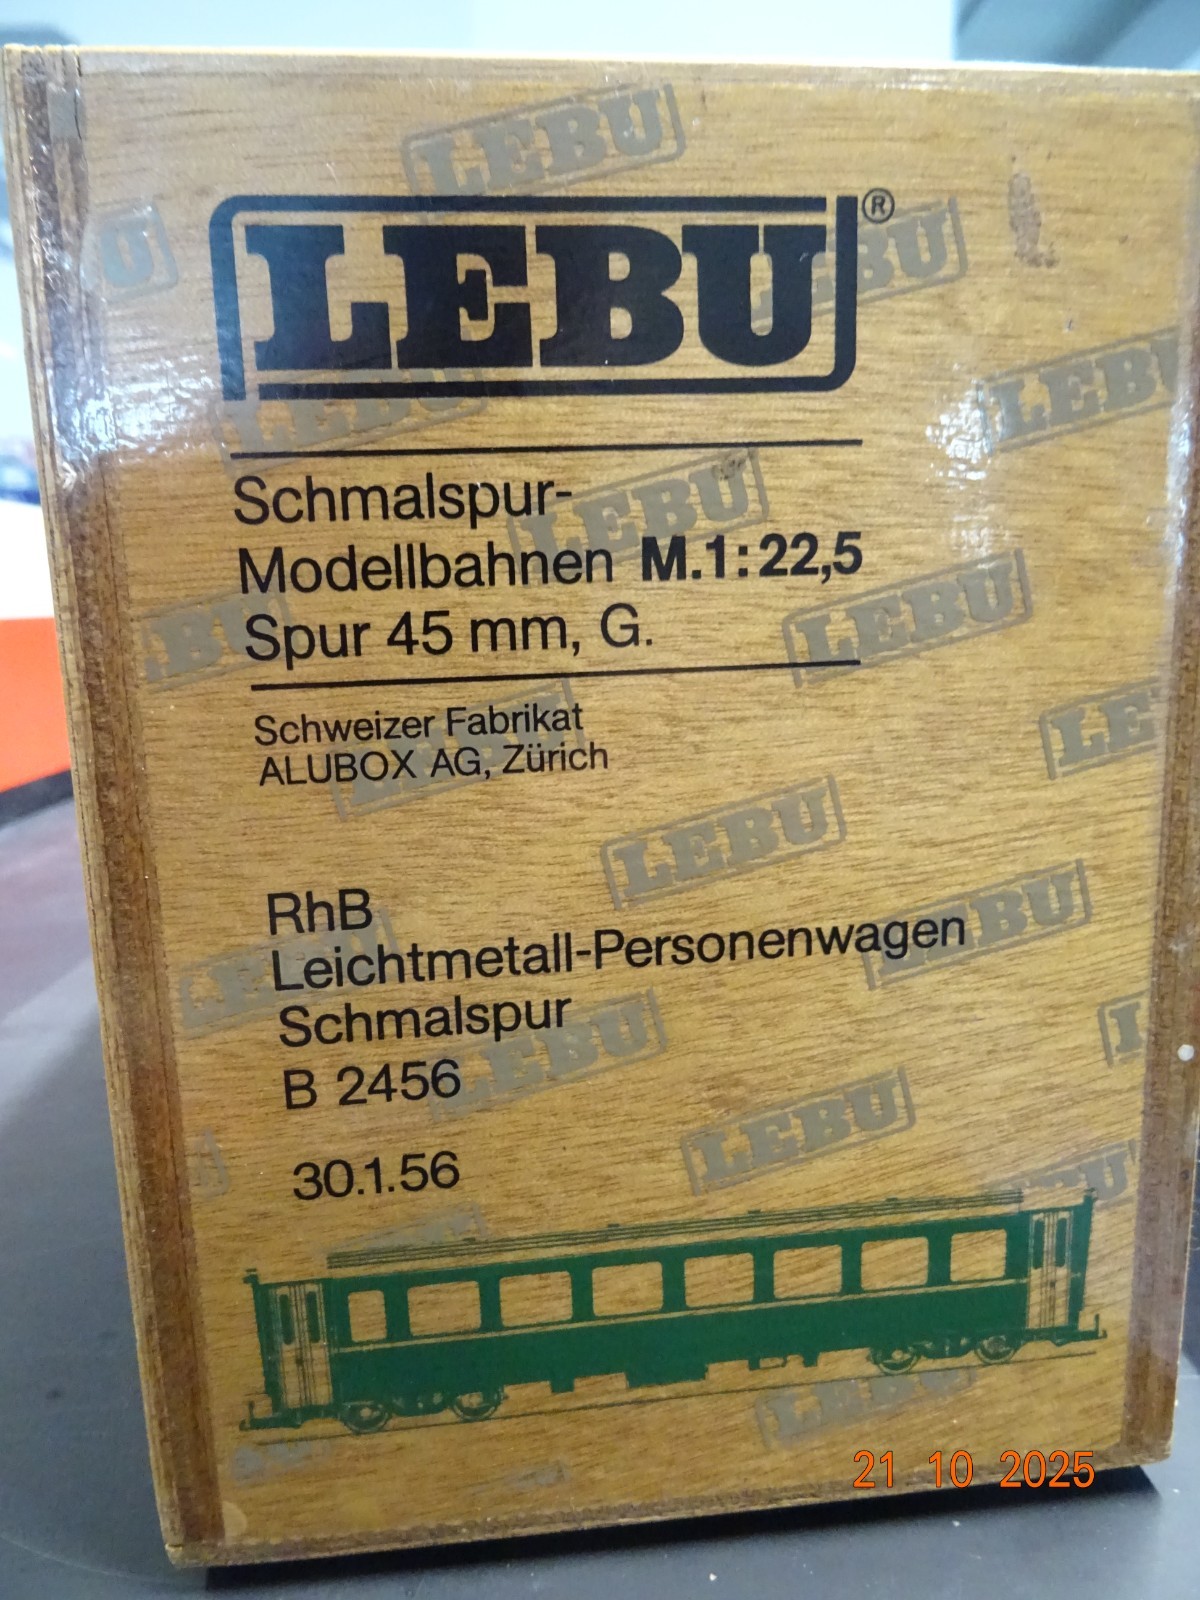 LEBU®
Schmalspur-
Modellbahnen M.1:22,5
Spur 45 mm, G.
Schweizer Fabrikat
ALUBOX AG, Zürich
RhB
Leichtmetall-Personenwagen
Schmalspur
B 2456
30.1.56
21 10 2025